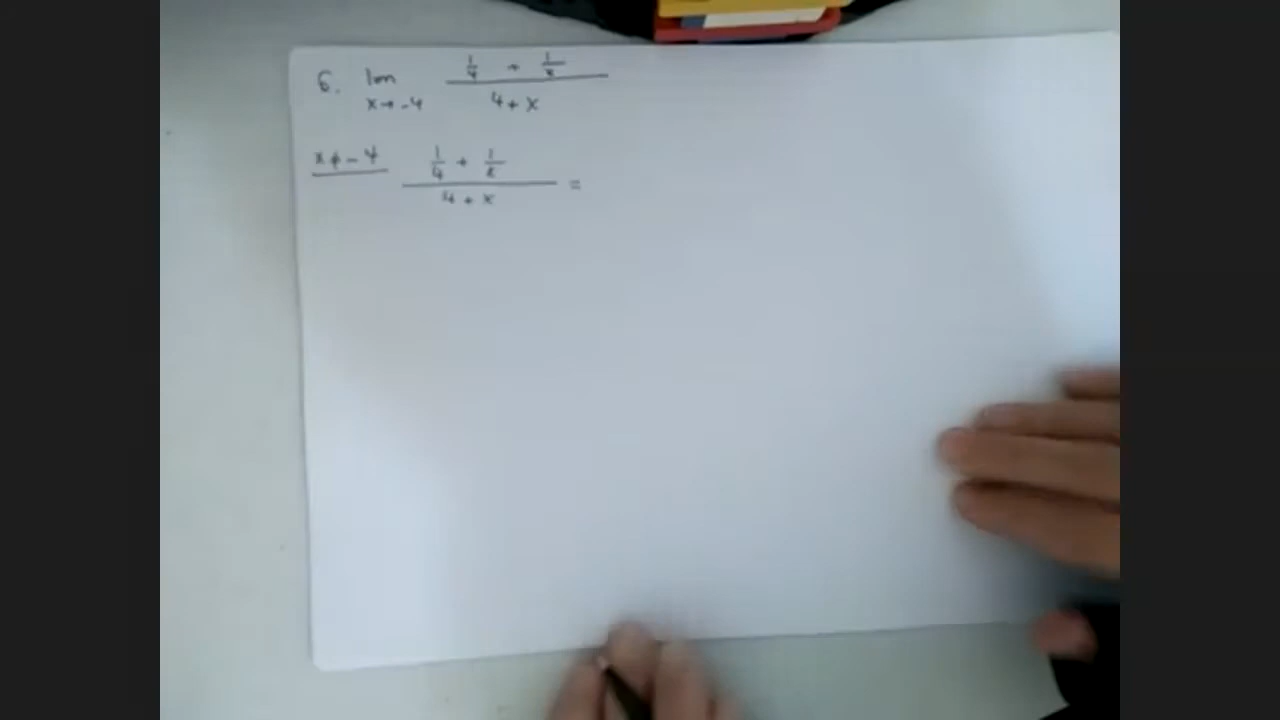 6. lim x→-4 (1/4 + 1/x) / (4 + x)
x≠-4 (1/4 + 1/x) / (4 + x) =